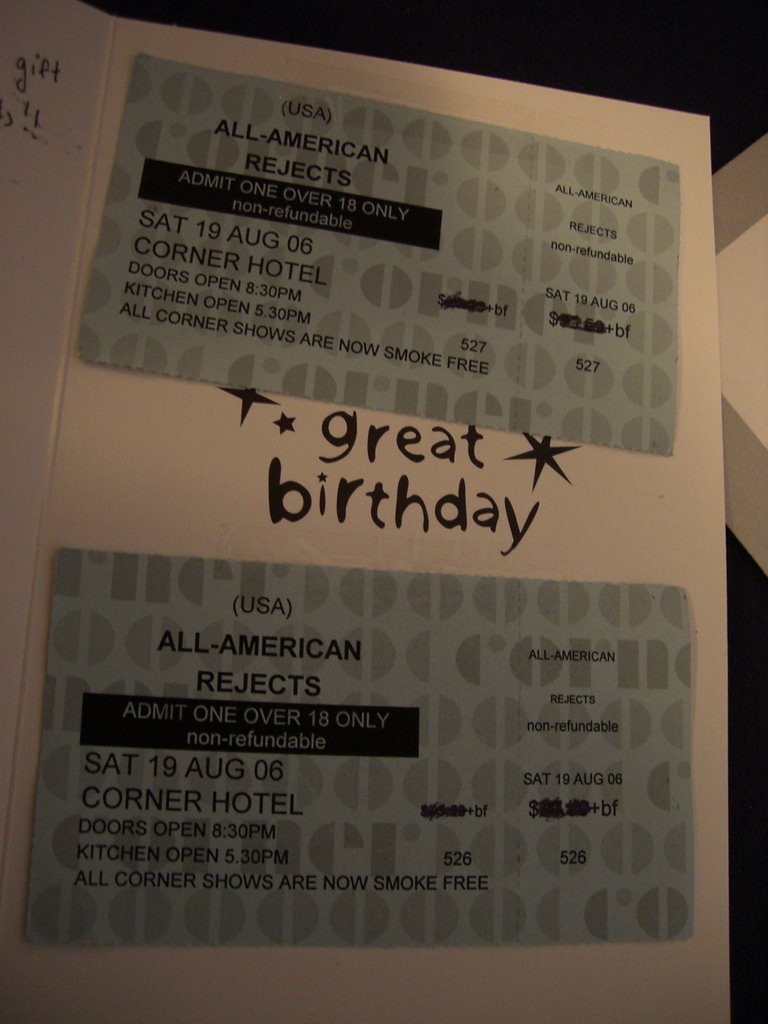 gift
(USA)
ALL-AMERICAN
REJECTS
ADMIT ONE OVER 18 ONLY
non-refundable
SAT 19 AUG 06
CORNER HOTEL
DOORS OPEN 8:30PM
KITCHEN OPEN 5.30PM
ALL CORNER SHOWS ARE NOW SMOKE FREE
+bf
527
ALL-AMERICAN
REJECTS
non-refundable
SAT 19 AUG 06
+bf
527
great
birthday
(USA)
ALL-AMERICAN
REJECTS
ADMIT ONE OVER 18 ONLY
non-refundable
SAT 19 AUG 06
CORNER HOTEL
DOORS OPEN 8:30PM
KITCHEN OPEN 5.30PM
ALL CORNER SHOWS ARE NOW SMOKE FREE
+bf
526
ALL-AMERICAN
REJECTS
non-refundable
SAT 19 AUG 06
+bf
526